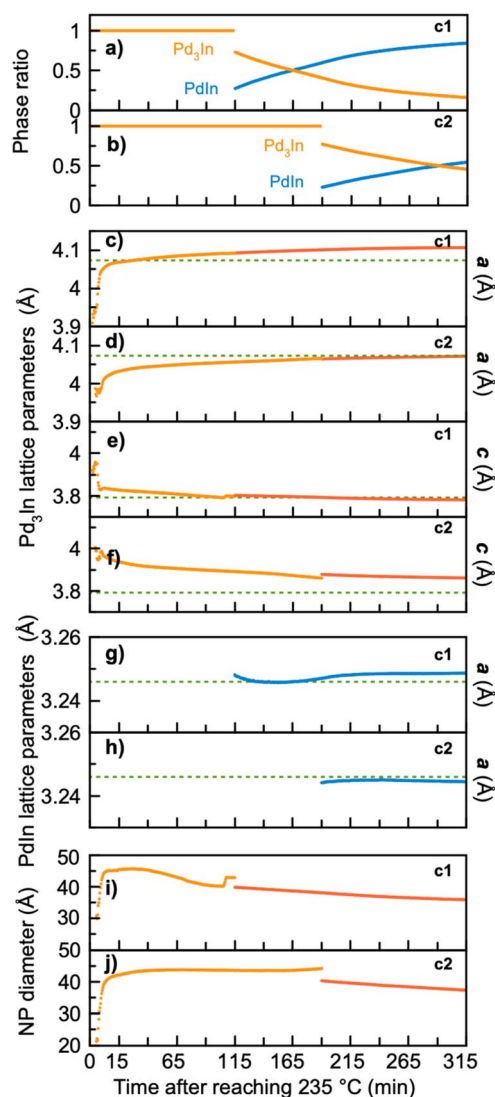 1 a) c1
Pd3In
0.5
PdIn
0
Phase ratio
1 c2
Pd3In
0.5 b)
PdIn
0
c) c1
4.1
4
3.9
a (Å)
d) c2
4.1
4
3.9
a (Å)
Pd3In lattice parameters (Å)
e) c1
4
3.8
c (Å)
c2
4 f)
3.8
c (Å)
3.26 g) c1
3.24
3.22
a (Å)
PdIn lattice parameters (Å)
3.26 h) c2
3.24
a (Å)
50 c1
40 i)
30
50
NP diameter (Å)
j) c2
40
30
20
0 15 65 115 165 215 265 315
Time after reaching 235 °C (min)